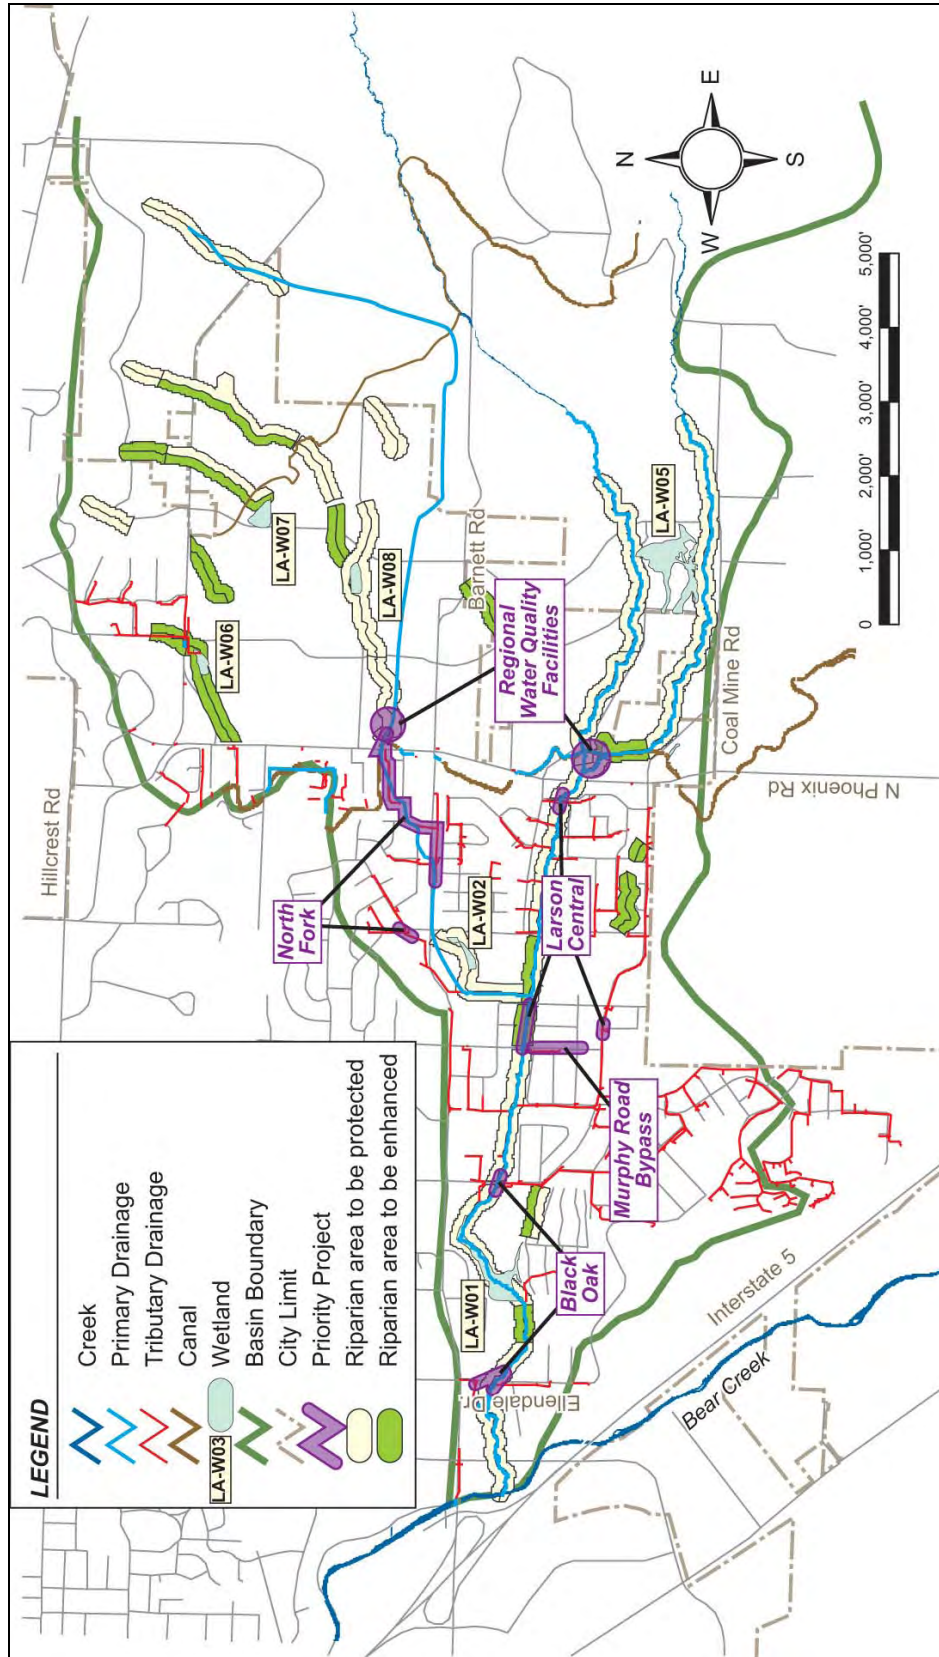 LEGEND
Creek
Primary Drainage
Tributary Drainage
Canal
LA-W03
Wetland
Basin Boundary
City Limit
Priority Project
Riparian area to be protected
Riparian area to be enhanced
Hillcrest Rd
LA-W06
LA-W07
LA-W08
North
Fork
LA-W02
Barnett Rd
Regional
Water Quality
Facilities
LA-W05
Larson
Central
Murphy Road
Bypass
LA-W01
Black
Oak
Ellendale Dr.
Coal Mine Rd
N Phoenix Rd
Interstate 5
Bear Creek
N
E
S
W
0
1,000'
2,000'
3,000'
4,000'
5,000'